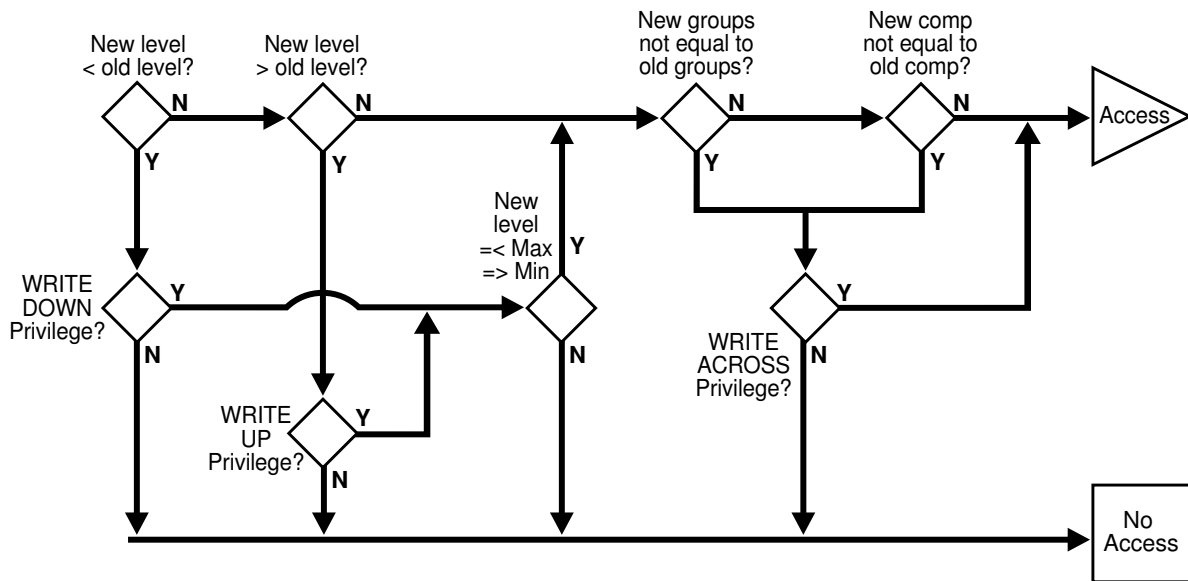 New level
< old level?
New level
> old level?
New groups
not equal to
old groups?
New comp
not equal to
old comp?
N
N
N
N
Access
Y
Y
Y
Y
New
level
=< Max
=> Min
Y
WRITE
DOWN
Privilege?
Y
Y
N
N
N
WRITE
ACROSS
Privilege?
WRITE
UP
Privilege?
Y
N
No
Access